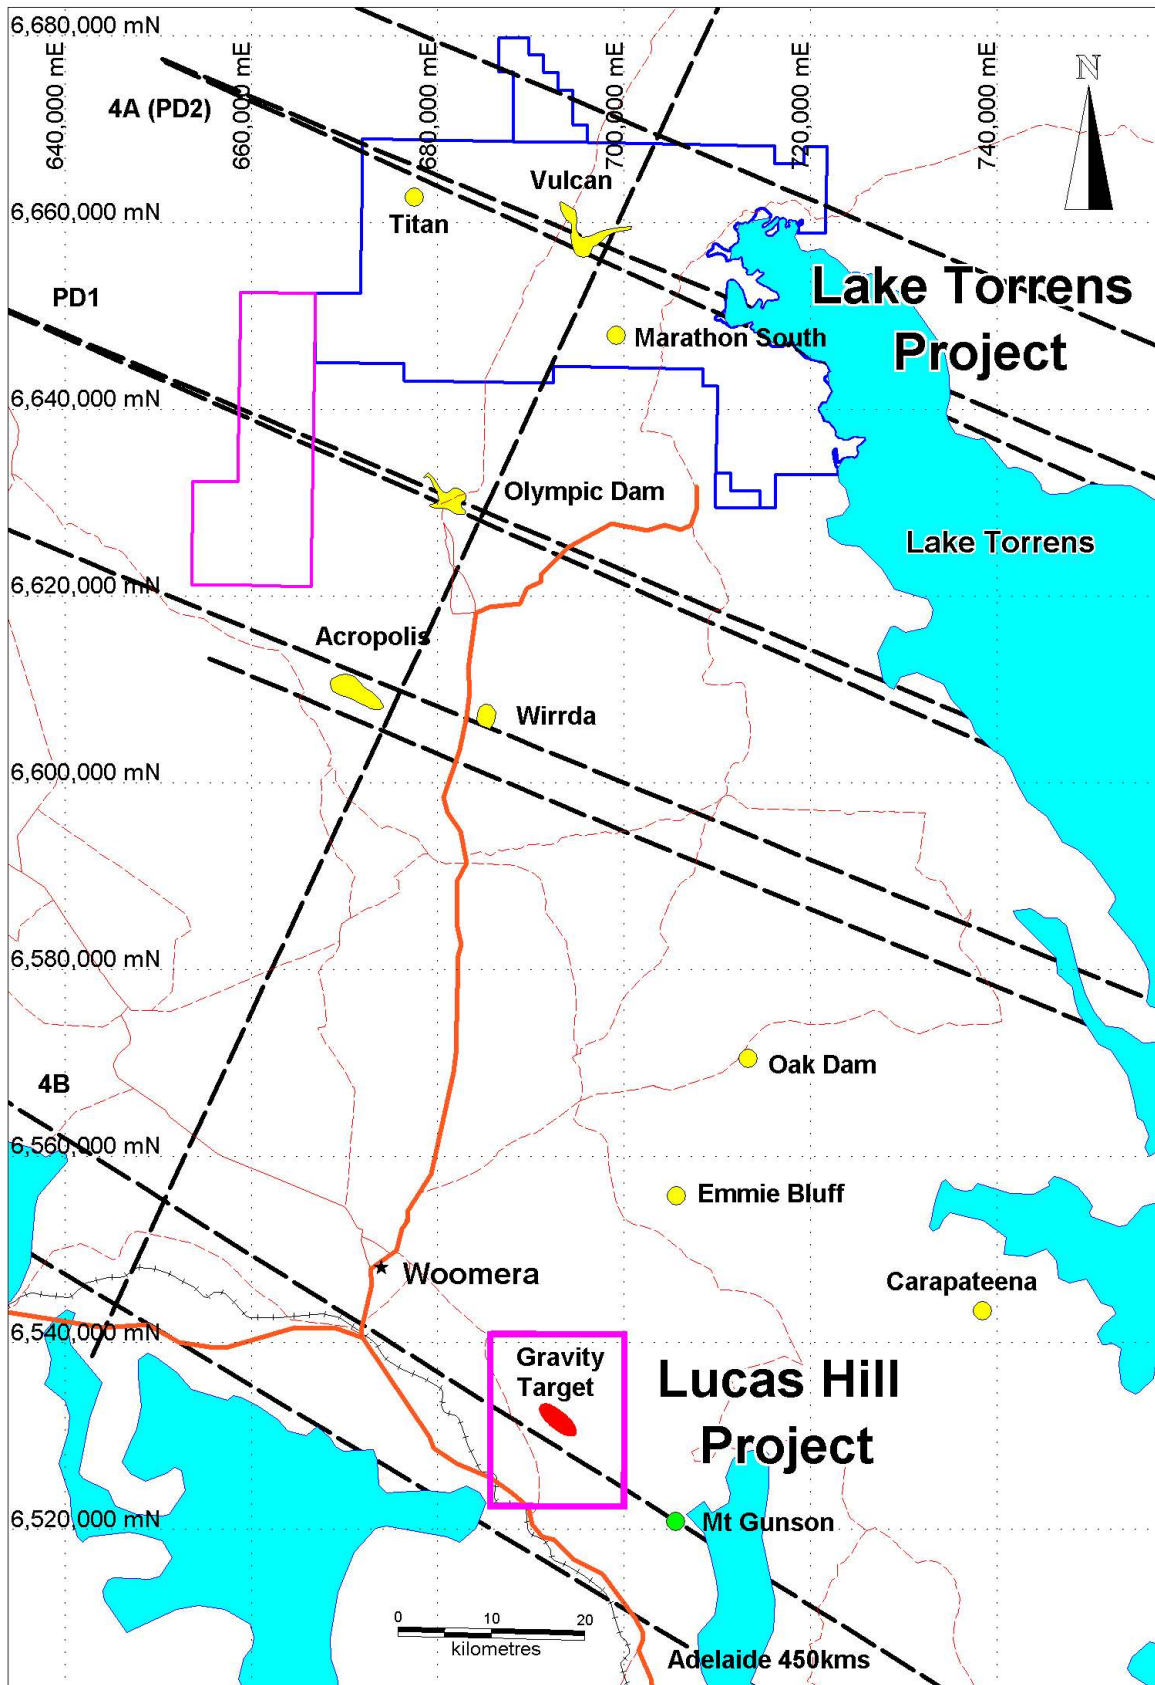 6,680,000 mN
640,000 mE
660,000 mE
680,000 mE
700,000 mE
720,000 mE
740,000 mE
N
4A (PD2)
Vulcan
Titan
6,660,000 mN
Lake Torrens
Project
PD1
Marathon South
6,640,000 mN
Olympic Dam
Lake Torrens
6,620,000 mN
Acropolis
Wirrda
6,600,000 mN
6,580,000 mN
Oak Dam
4B
6,560,000 mN
Emmie Bluff
Woomera
Carapateena
6,540,000 mN
Gravity
Target
Lucas Hill
Project
6,520,000 mN
Mt Gunson
0 10 20
kilometres
Adelaide 450kms